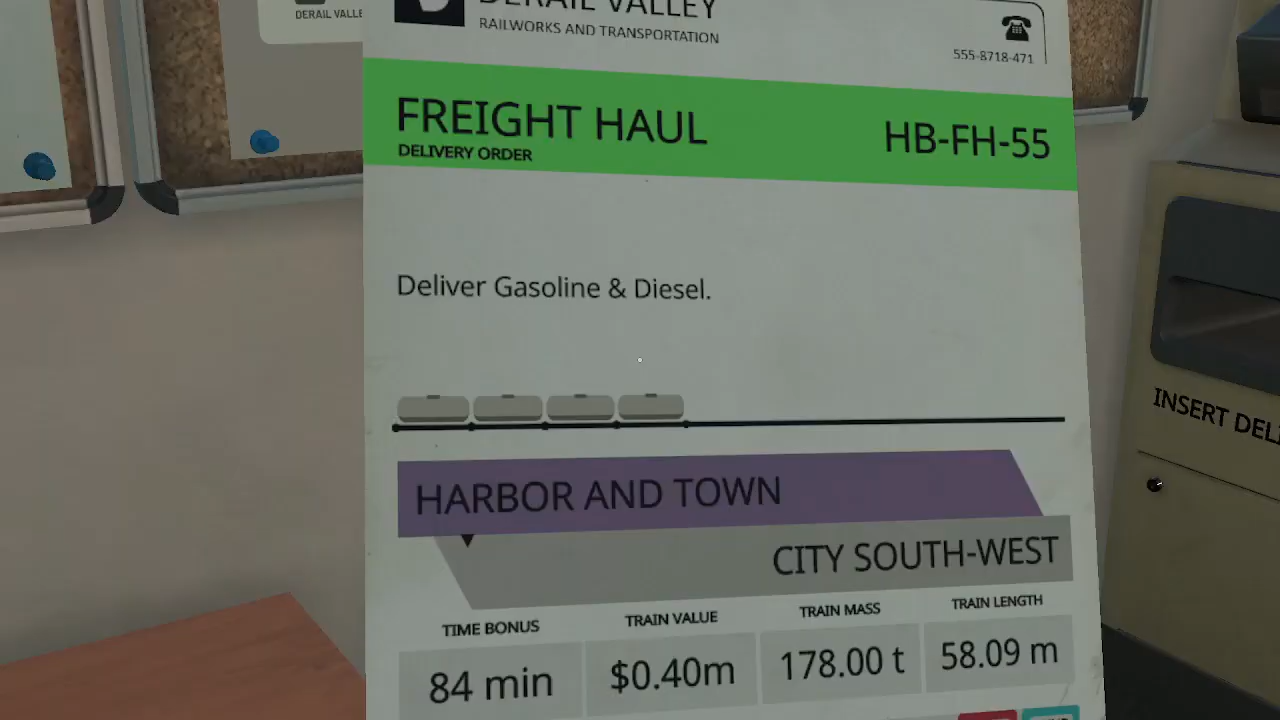 DERAIL VALLE
DERAIL VALLEY
RAILWORKS AND TRANSPORTATION
555-8718-471
FREIGHT HAUL
HB-FH-55
DELIVERY ORDER
Deliver Gasoline & Diesel.
INSERT DEL
HARBOR AND TOWN
CITY SOUTH-WEST
TIME BONUS
TRAIN VALUE
TRAIN MASS
TRAIN LENGTH
84 min
$0.40m
178.00 t
58.09 m